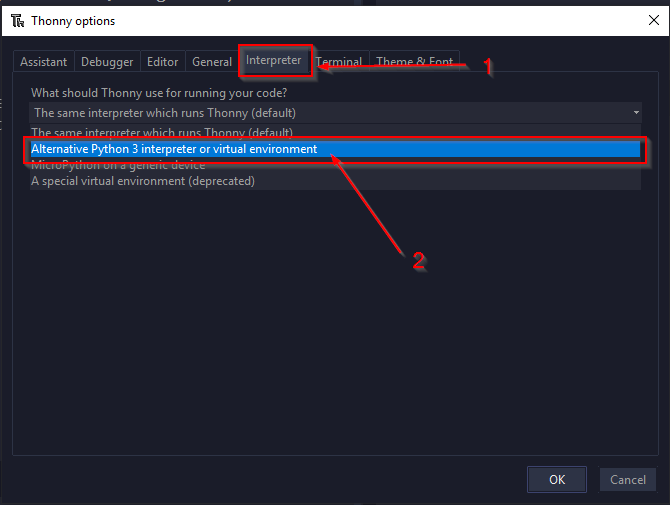 Thonny options
Assistant Debugger Editor General Interpreter Terminal Theme & Font
1
What should Thonny use for running your code?
The same interpreter which runs Thonny (default)
The same interpreter which runs Thonny (default)
Alternative Python 3 interpreter or virtual environment
MicroPython on a generic device
A special virtual environment (deprecated)
2
OK Cancel